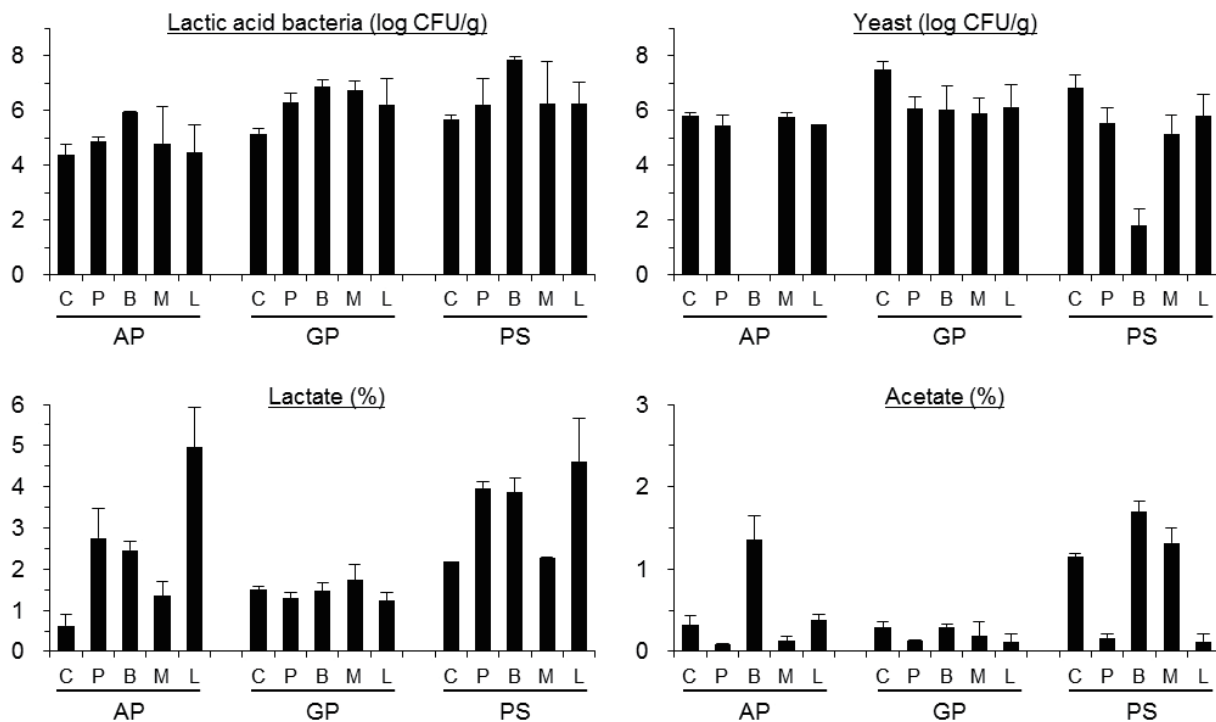 Lactic acid bacteria (log CFU/g)
8
6
4
2
0
C P B M L C P B M L C P B M L
AP GP PS
Yeast (log CFU/g)
8
6
4
2
0
C P B M L C P B M L C P B M L
AP GP PS
Lactate (%)
6
5
4
3
2
1
0
C P B M L C P B M L C P B M L
AP GP PS
Acetate (%)
3
2
1
0
C P B M L C P B M L C P B M L
AP GP PS